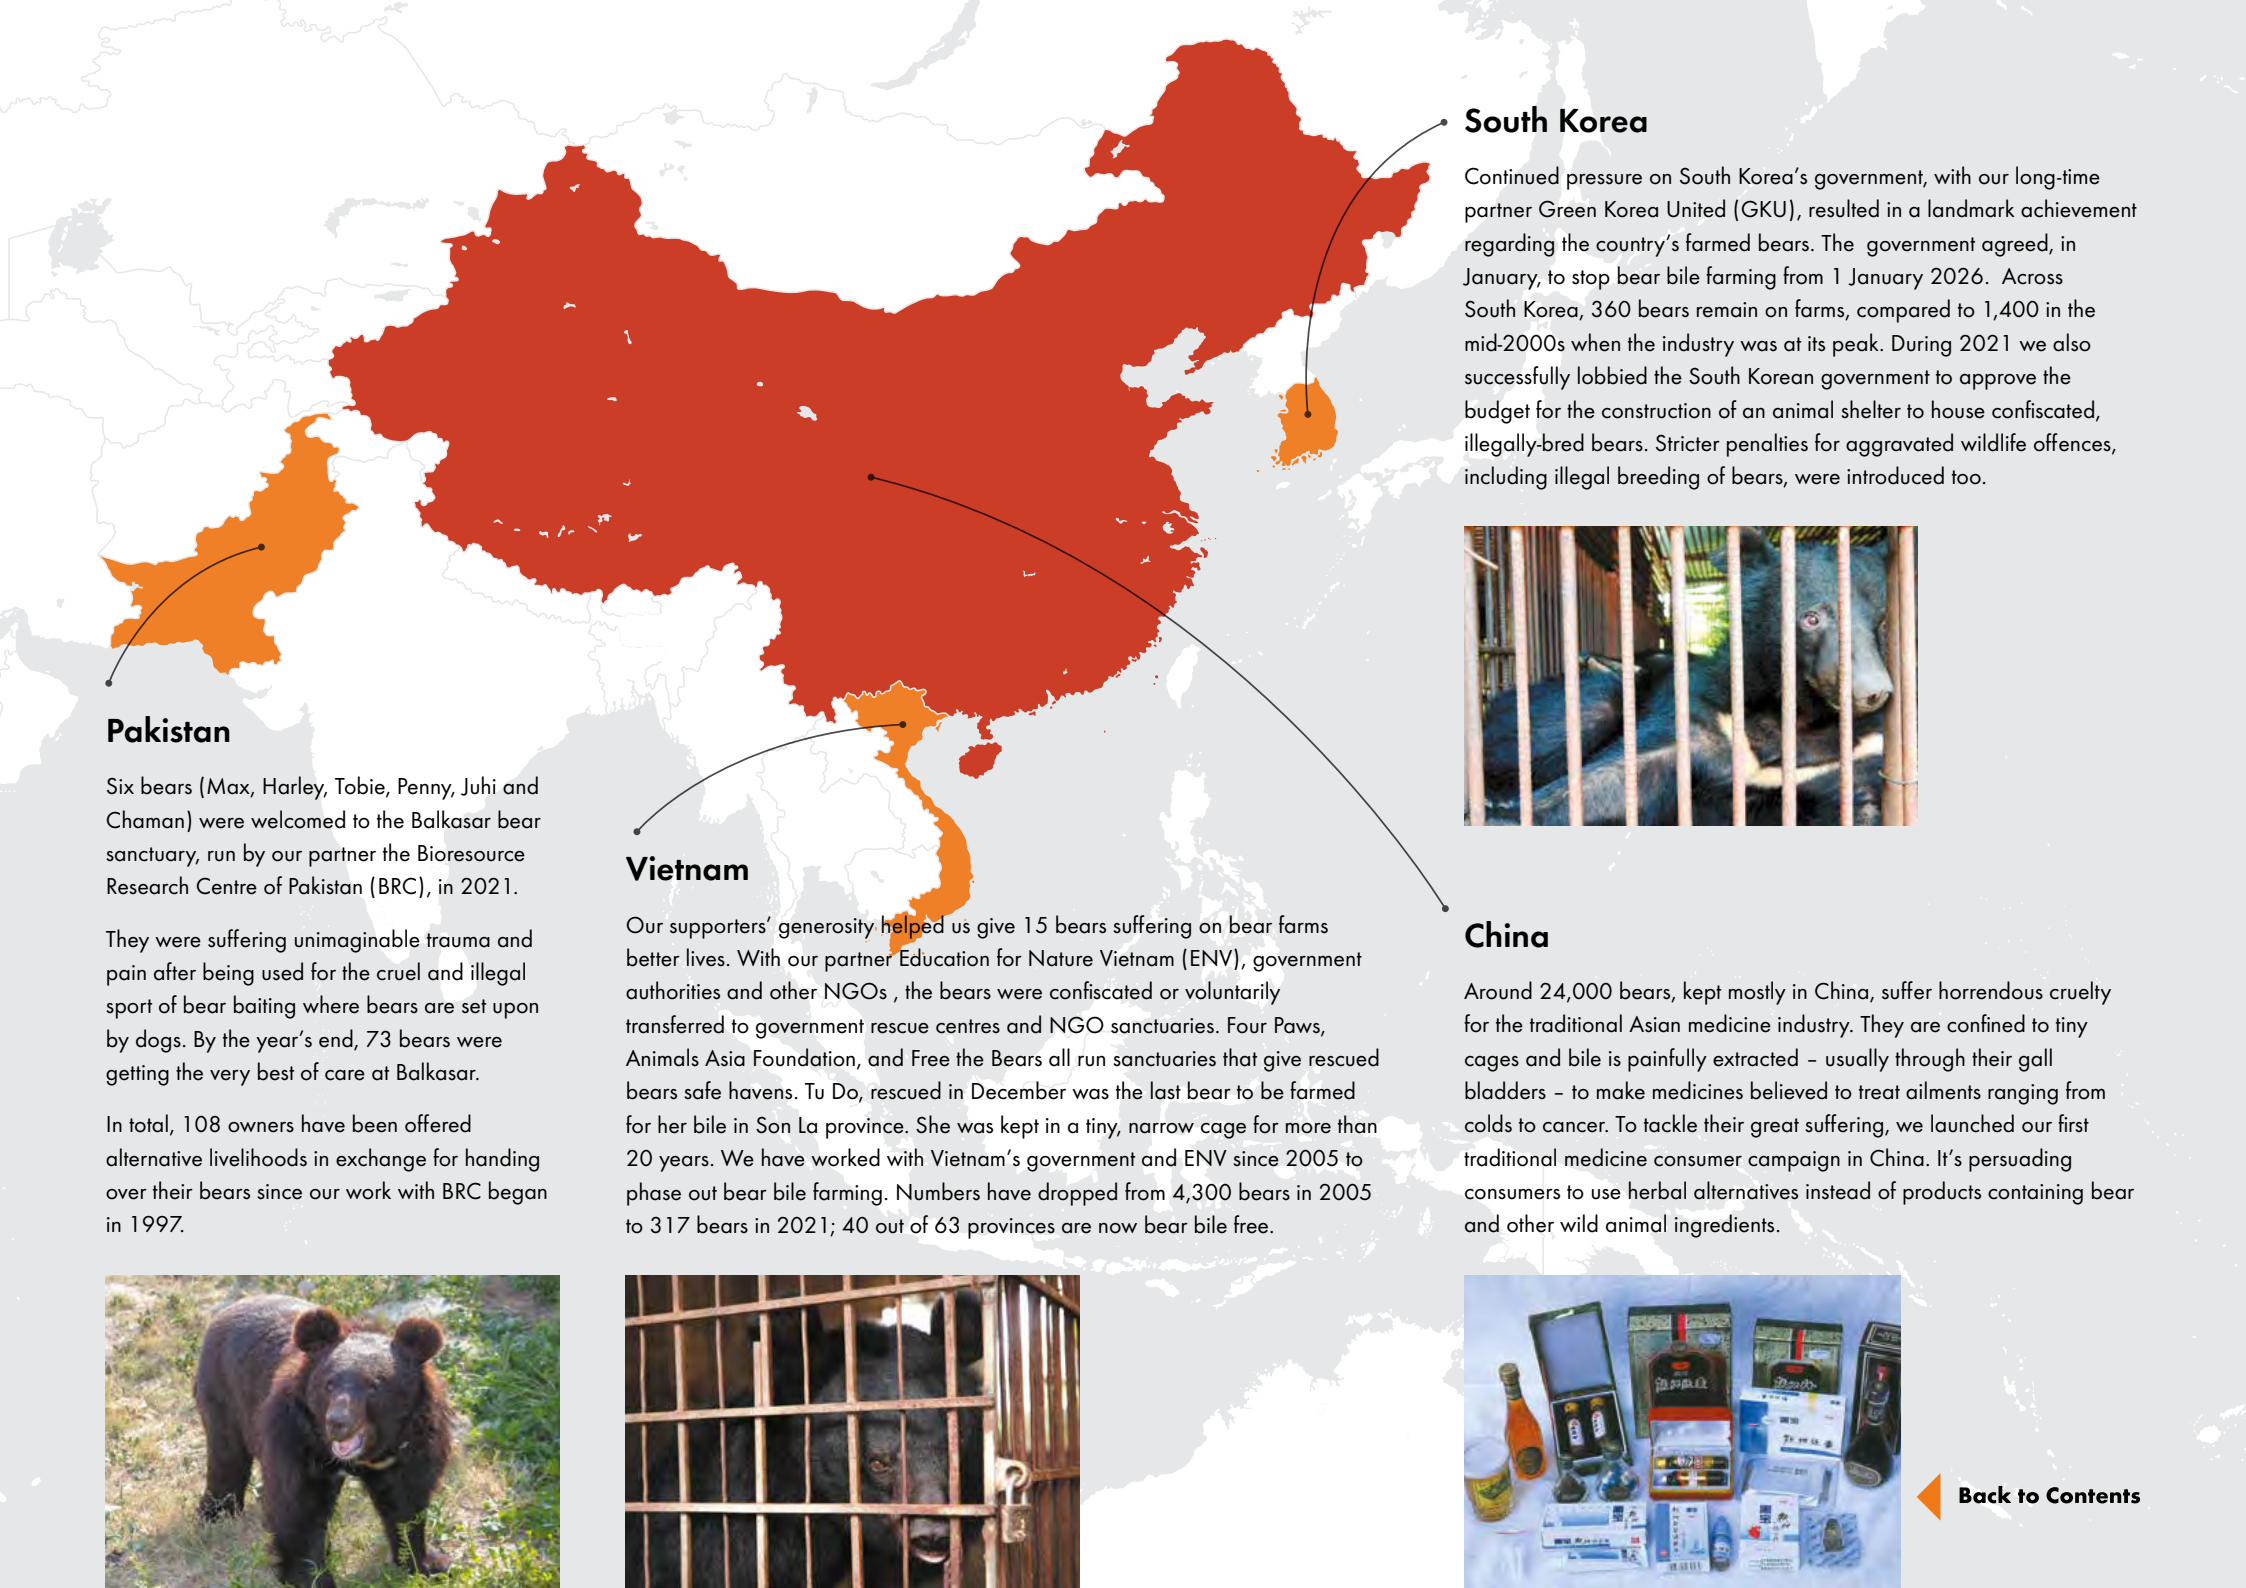 South Korea
Continued pressure on South Korea's government, with our long-time
partner Green Korea United (GKU), resulted in a landmark achievement
regarding the country's farmed bears. The  government agreed, in
January, to stop bear bile farming from 1 January 2026.  Across
South Korea, 360 bears remain on farms, compared to 1,400 in the
mid-2000s when the industry was at its peak. During 2021 we also
successfully lobbied the South Korean government to approve the
budget for the construction of an animal shelter to house confiscated,
illegally-bred bears. Stricter penalties for aggravated wildlife offences,
including illegal breeding of bears, were introduced too.
Pakistan
Six bears (Max, Harley, Tobie, Penny, Juhi and
Chaman) were welcomed to the Balkasar bear
sanctuary, run by our partner the Bioresource
Research Centre of Pakistan (BRC), in 2021.
They were suffering unimaginable trauma and
pain after being used for the cruel and illegal
sport of bear baiting where bears are set upon
by dogs. By the year's end, 73 bears were
getting the very best of care at Balkasar.
In total, 108 owners have been offered
alternative livelihoods in exchange for handing
over their bears since our work with BRC began
in 1997.
Vietnam
Our supporters' generosity helped us give 15 bears suffering on bear farms
better lives. With our partner Education for Nature Vietnam (ENV), government
authorities and other NGOs , the bears were confiscated or voluntarily
transferred to government rescue centres and NGO sanctuaries. Four Paws,
Animals Asia Foundation, and Free the Bears all run sanctuaries that give rescued
bears safe havens. Tu Do, rescued in December was the last bear to be farmed
for her bile in Son La province. She was kept in a tiny, narrow cage for more than
20 years. We have worked with Vietnam's government and ENV since 2005 to
phase out bear bile farming. Numbers have dropped from 4,300 bears in 2005
to 317 bears in 2021; 40 out of 63 provinces are now bear bile free.
China
Around 24,000 bears, kept mostly in China, suffer horrendous cruelty
for the traditional Asian medicine industry. They are confined to tiny
cages and bile is painfully extracted – usually through their gall
bladders – to make medicines believed to treat ailments ranging from
colds to cancer. To tackle their great suffering, we launched our first
traditional medicine consumer campaign in China. It's persuading
consumers to use herbal alternatives instead of products containing bear
and other wild animal ingredients.
Back to Contents